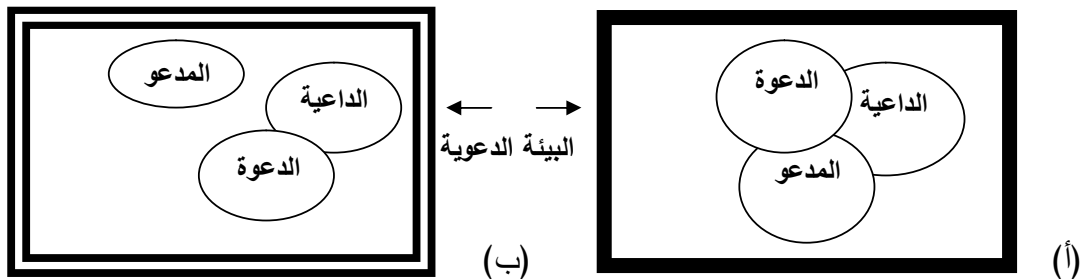 الدعوة
الداعية
المدعو
(أ)
البيئة الدعوية
المدعو
الداعية
الدعوة
(ب)